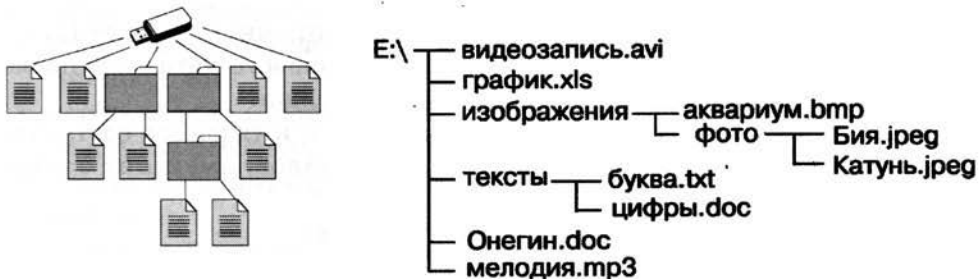 E:\
видеозапись.avi
график.xls
изображения
аквариум.bmp
фото
Бия.jpeg
Катунь.jpeg
тексты
буква.txt
цифры.doc
Онегин.doc
мелодия.mp3